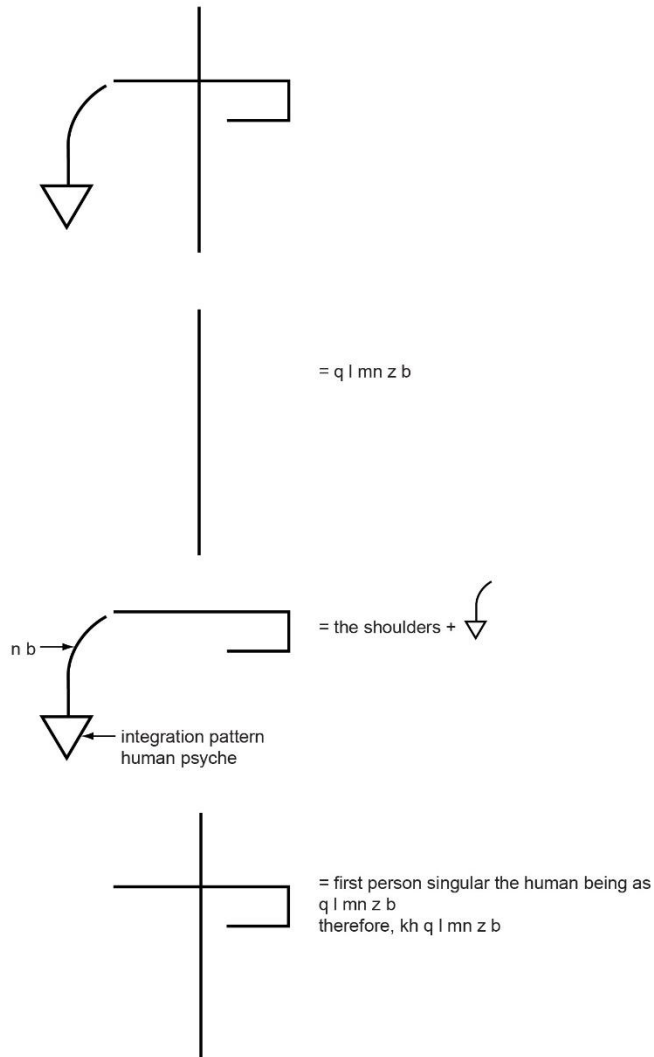 = q l mn z b
= the shoulders +
n b
integration pattern
human psyche
= first person singular the human being as
q l mn z b
therefore, kh q l mn z b